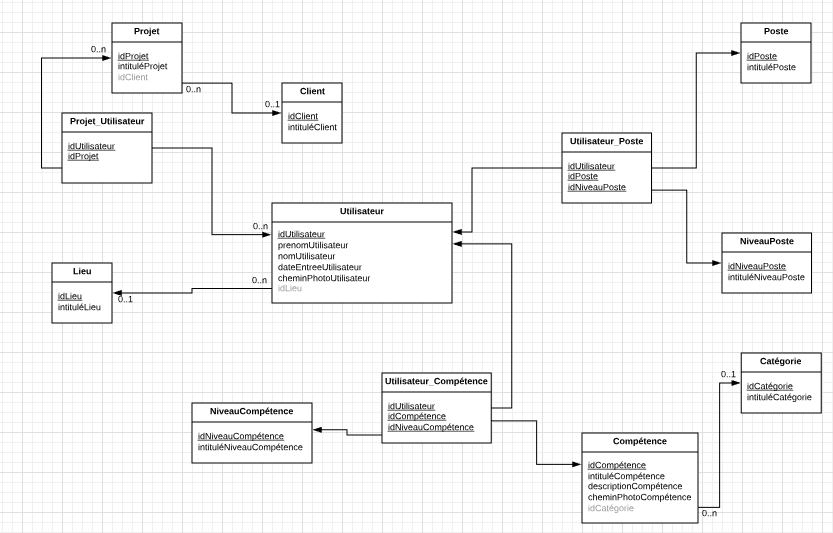 Projet
0..n
idProjet
intituléProjet
idClient
0..n
Client
0..1
idClient
intituléClient
Poste
idPoste
intituléPoste
Projet_Utilisateur
idUtilisateur
idProjet
Utilisateur_Poste
idUtilisateur
idPoste
idNiveauPoste
Utilisateur
0..n
idUtilisateur
prenomUtilisateur
nomUtilisateur
dateEntreeUtilisateur
cheminPhotoUtilisateur
idLieu
0..n
NiveauPoste
idNiveauPoste
intituléNiveauPoste
Lieu
idLieu
intituléLieu
0..1
Catégorie
0..1
idCatégorie
intituléCatégorie
Utilisateur_Compétence
idUtilisateur
idCompétence
idNiveauCompétence
NiveauCompétence
idNiveauCompétence
intituléNiveauCompétence
Compétence
idCompétence
intituléCompétence
descriptionCompétence
cheminPhotoCompétence
idCatégorie
0..n